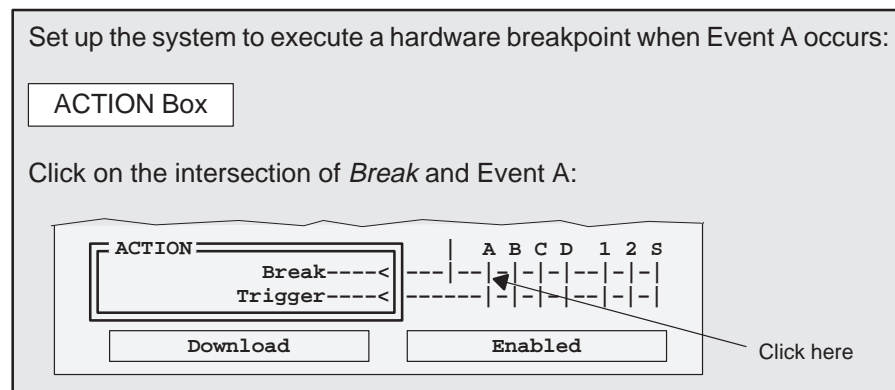 Set up the system to execute a hardware breakpoint when Event A occurs:
ACTION Box
Click on the intersection of Break and Event A:
ACTION | A B C D 1 2 S
Break----< ---|--|-|-|-|--|-|-|
Trigger----< ------|-|-|-|--|-|-|
Download Enabled
Click here